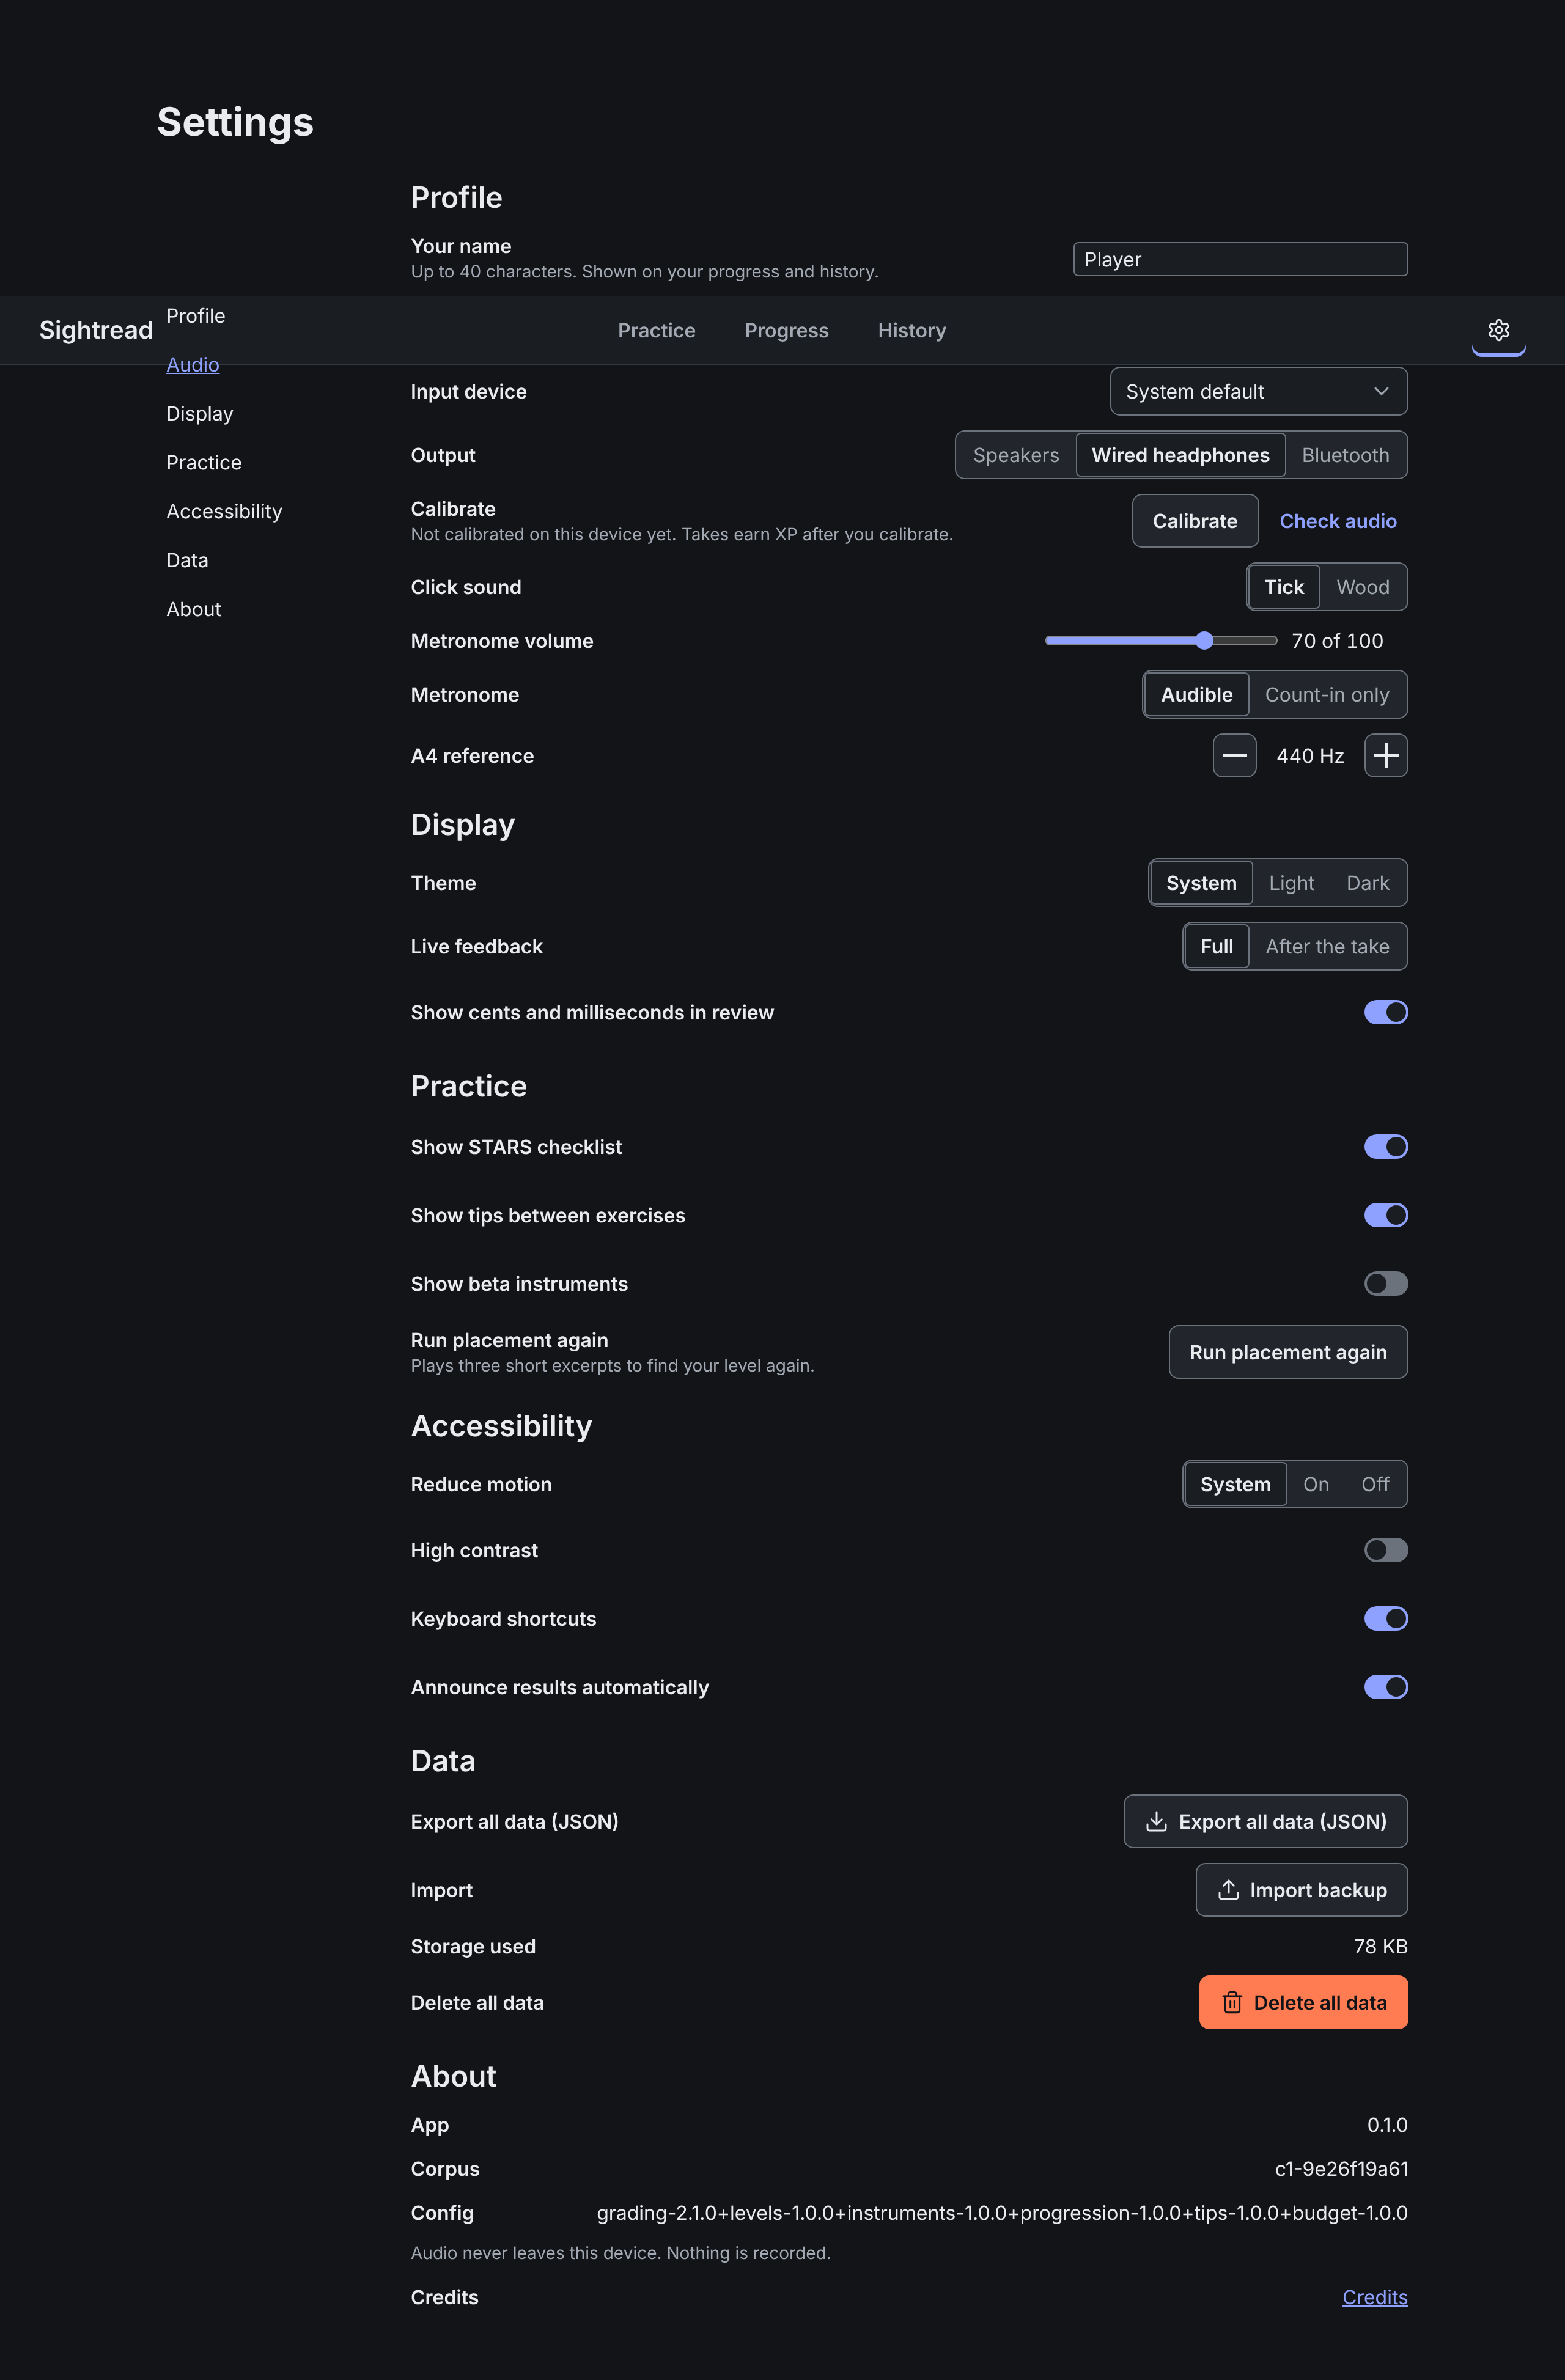 Settings
Profile
Your name
Up to 40 characters. Shown on your progress and history.
Player
Sightread
Practice
Progress
History
Profile
Audio
Display
Practice
Accessibility
Data
About
Input device
System default
Output
Speakers
Wired headphones
Bluetooth
Calibrate
Not calibrated on this device yet. Takes earn XP after you calibrate.
Calibrate
Check audio
Click sound
Tick
Wood
Metronome volume
70 of 100
Metronome
Audible
Count-in only
A4 reference
440 Hz
Display
Theme
System
Light
Dark
Live feedback
Full
After the take
Show cents and milliseconds in review
Practice
Show STARS checklist
Show tips between exercises
Show beta instruments
Run placement again
Plays three short excerpts to find your level again.
Run placement again
Accessibility
Reduce motion
System
On
Off
High contrast
Keyboard shortcuts
Announce results automatically
Data
Export all data (JSON)
Export all data (JSON)
Import
Import backup
Storage used
78 KB
Delete all data
Delete all data
About
App
0.1.0
Corpus
c1-9e26f19a61
Config
grading-2.1.0+levels-1.0.0+instruments-1.0.0+progression-1.0.0+tips-1.0.0+budget-1.0.0
Audio never leaves this device. Nothing is recorded.
Credits
Credits